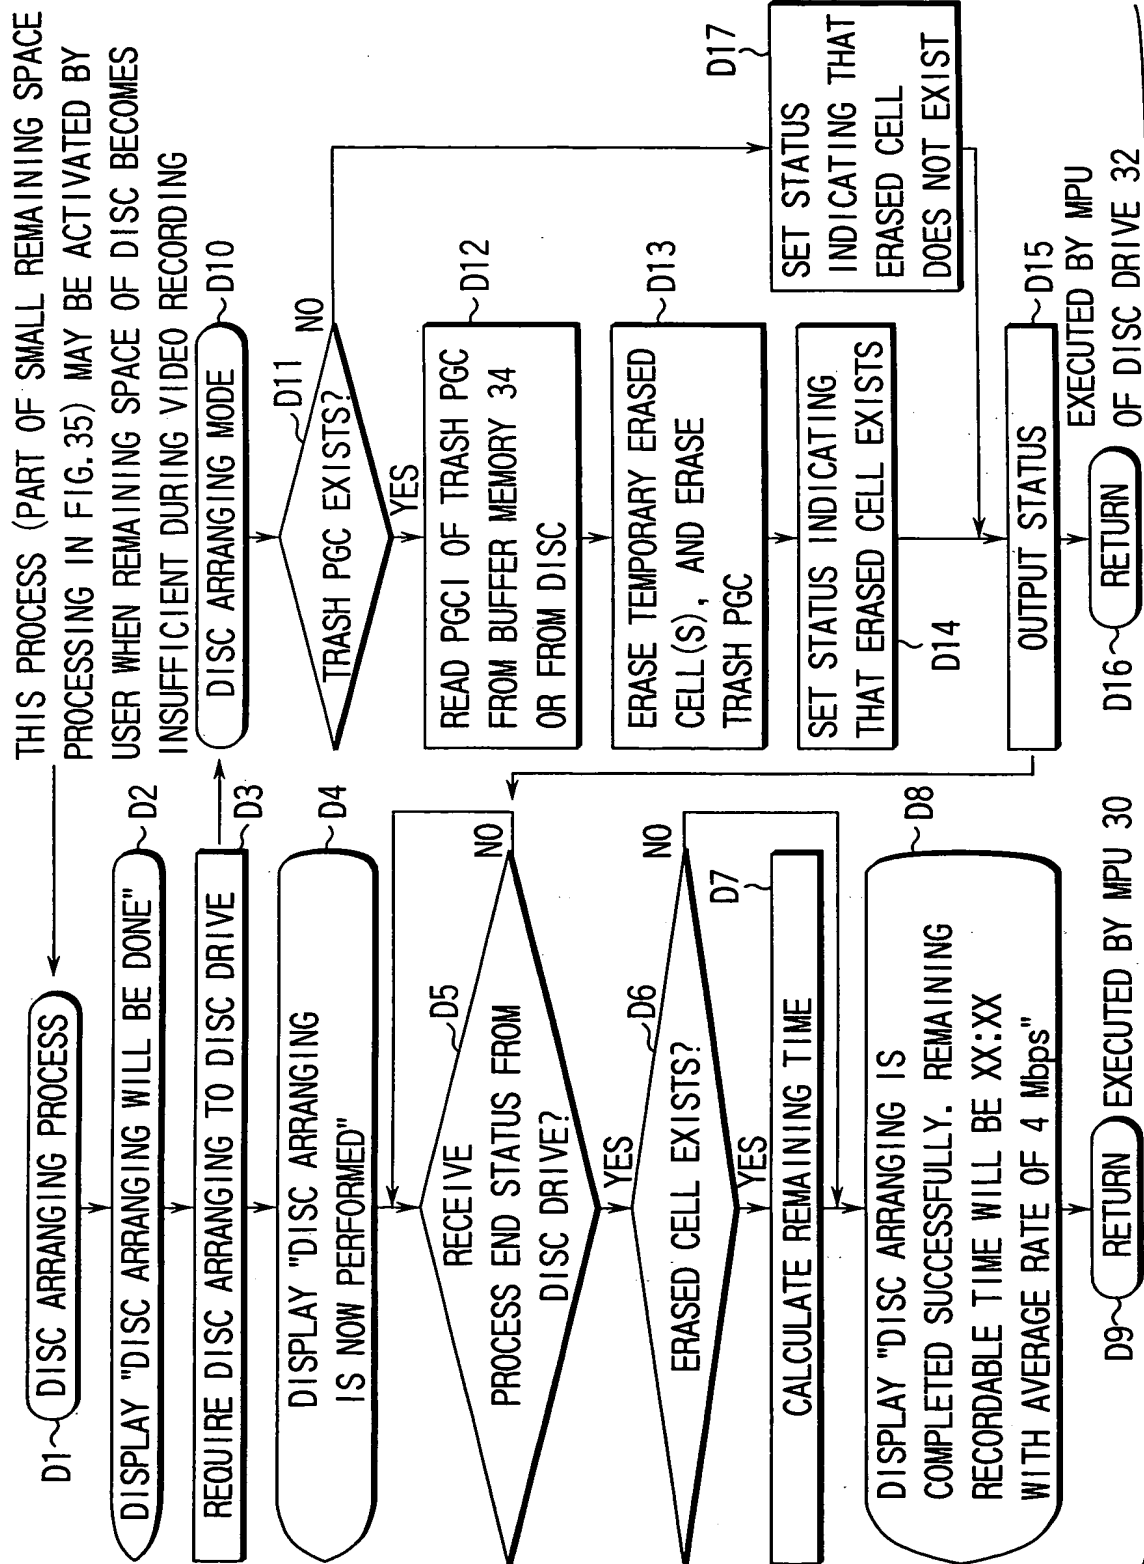 THIS PROCESS (PART OF SMALL REMAINING SPACE
PROCESSING IN FIG.35) MAY BE ACTIVATED BY
USER WHEN REMAINING SPACE OF DISC BECOMES
INSUFFICIENT DURING VIDEO RECORDING
D1
DISC ARRANGING PROCESS
DISPLAY "DISC ARRANGING WILL BE DONE"
D2
REQUIRE DISC ARRANGING TO DISC DRIVE
D3
DISPLAY "DISC ARRANGING
IS NOW PERFORMED"
D4
RECEIVE
PROCESS END STATUS FROM
DISC DRIVE?
D5
NO
YES
ERASED CELL EXISTS?
D6
NO
YES
CALCULATE REMAINING TIME
D7
DISPLAY "DISC ARRANGING IS
COMPLETED SUCCESSFULLY. REMAINING
RECORDABLE TIME WILL BE XX:XX
WITH AVERAGE RATE OF 4 Mbps"
D8
D9
RETURN
EXECUTED BY MPU 30
DISC ARRANGING MODE
D10
TRASH PGC EXISTS?
D11
NO
YES
READ PGCI OF TRASH PGC
FROM BUFFER MEMORY 34
OR FROM DISC
D12
ERASE TEMPORARY ERASED
CELL(S), AND ERASE
TRASH PGC
D13
SET STATUS INDICATING
THAT ERASED CELL EXISTS
D14
SET STATUS
INDICATING THAT
ERASED CELL
DOES NOT EXIST
D17
OUTPUT STATUS
D15
D16
RETURN
EXECUTED BY MPU
OF DISC DRIVE 32